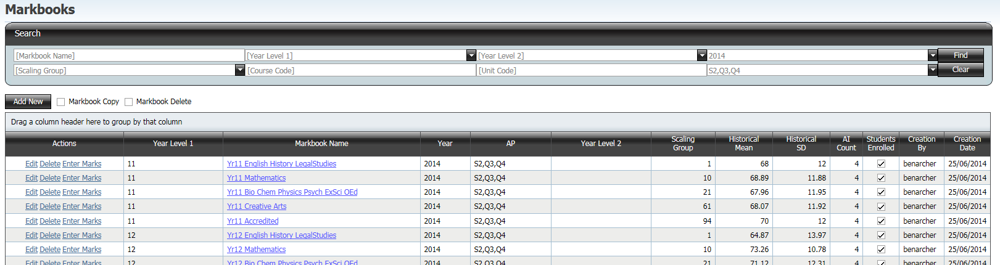 Markbooks
Search
[Markbook Name] [Year Level 1] [Year Level 2] 2014 Find
[Scaling Group] [Course Code] [Unit Code] S2,Q3,Q4 Clear
Add New Markbook Copy Markbook Delete
Drag a column header here to group by that column
Actions Year Level 1 Markbook Name Year AP Year Level 2 Scaling Group Historical Mean Historical SD AI Count Students Enrolled Creation By Creation Date
Edit Delete Enter Marks 11 Yr11 English History LegalStudies 2014 S2,Q3,Q4 1 68 12 4 benarcher 25/06/2014
Edit Delete Enter Marks 11 Yr11 Mathematics 2014 S2,Q3,Q4 10 68.89 11.88 4 benarcher 25/06/2014
Edit Delete Enter Marks 11 Yr11 Bio Chem Physics Psych ExSci OEd 2014 S2,Q3,Q4 21 67.96 11.95 4 benarcher 25/06/2014
Edit Delete Enter Marks 11 Yr11 Creative Arts 2014 S2,Q3,Q4 61 68.07 11.92 4 benarcher 25/06/2014
Edit Delete Enter Marks 11 Yr11 Accredited 2014 S2,Q3,Q4 94 70 12 4 benarcher 25/06/2014
Edit Delete Enter Marks 12 Yr12 English History LegalStudies 2014 S2,Q3,Q4 1 64.87 13.97 4 benarcher 25/06/2014
Edit Delete Enter Marks 12 Yr12 Mathematics 2014 S2,Q3,Q4 10 73.26 10.78 4 benarcher 25/06/2014
Edit Delete Enter Marks 12 Yr12 Bio Chem Physics Psych ExSci OEd 2014 S2,Q3,Q4 21 71.12 12.31 4 benarcher 25/06/2014